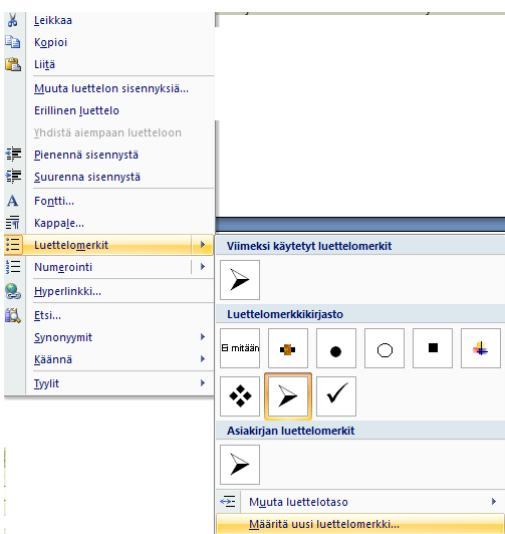 Leikkaa
Kopioi
Liitä
Muuta luettelon sisennyksiä...
Erillinen luettelo
Yhdistä aiempaan luetteloon
Pienennä sisennystä
Suurenna sisennystä
Fontti...
Kappale...
Luettelomerkit
Numerointi
Hyperlinkki...
Etsi...
Synonyymit
Käännä
Tyylit
Viimeksi käytetyt luettelomerkit
Luettelomerkkikirjasto
Ei mitään
Asiakirjan luettelomerkit
Muuta luettelotaso
Määritä uusi luettelomerkki...